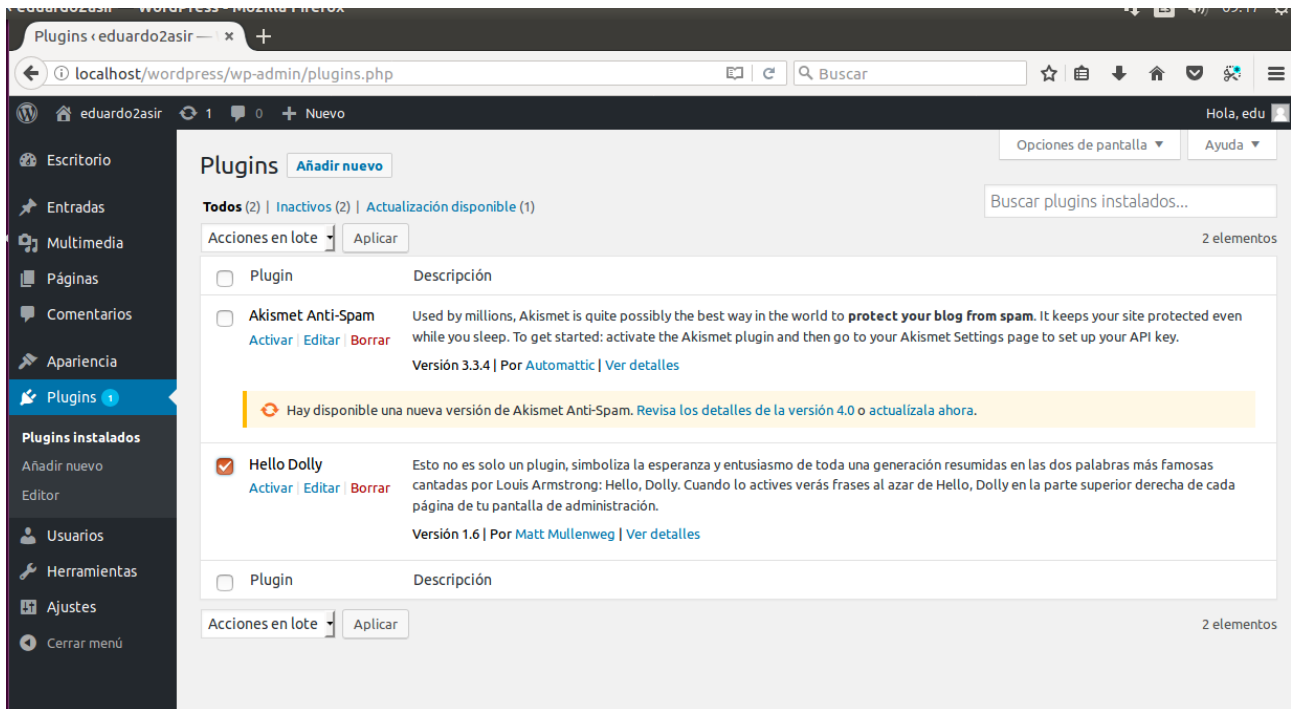 eduardo2asir — WordPress - Mozilla Firefox
Plugins ‹ eduardo2asir —
localhost/wordpress/wp-admin/plugins.php
Buscar
eduardo2asir 1 0 + Nuevo
Hola, edu
Opciones de pantalla
Ayuda
Escritorio
Entradas
Multimedia
Páginas
Comentarios
Apariencia
Plugins 1
Plugins instalados
Añadir nuevo
Editor
Usuarios
Herramientas
Ajustes
Cerrar menú
Plugins Añadir nuevo
Todos (2) | Inactivos (2) | Actualización disponible (1)
Buscar plugins instalados...
Acciones en lote Aplicar
2 elementos
Plugin Descripción
Akismet Anti-Spam
Activar | Editar | Borrar
Used by millions, Akismet is quite possibly the best way in the world to protect your blog from spam. It keeps your site protected even
while you sleep. To get started: activate the Akismet plugin and then go to your Akismet Settings page to set up your API key.
Versión 3.3.4 | Por Automattic | Ver detalles
Hay disponible una nueva versión de Akismet Anti-Spam. Revisa los detalles de la versión 4.0 o actualízala ahora.
Hello Dolly
Activar | Editar | Borrar
Esto no es solo un plugin, simboliza la esperanza y entusiasmo de toda una generación resumidas en las dos palabras más famosas
cantadas por Louis Armstrong: Hello, Dolly. Cuando lo actives verás frases al azar de Hello, Dolly en la parte superior derecha de cada
página de tu pantalla de administración.
Versión 1.6 | Por Matt Mullenweg | Ver detalles
Plugin Descripción
Acciones en lote Aplicar
2 elementos